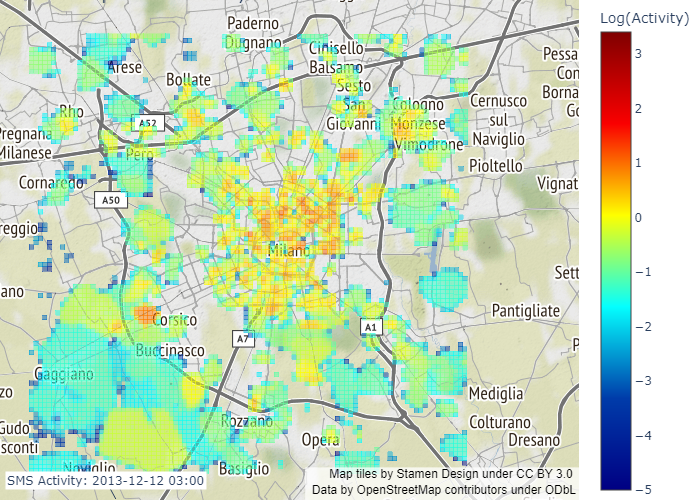 Log(Activity)
Paderno
Dugnano
Cinisello
Balsamo
Arese
Bollate
Sesto
San
Giovanni
Cologno
Monzese
Vimodrone
Cernusco
sul
Naviglio
Pessa
Con
Borna
Go
Rho
A52
Pregnana
Milanese
Pero
Pioltello
Cornaredo
A50
Vignat
reggio
Milano
Sett
ano
Pantigliate
Corsico
A7
A1
P
Buccinasco
Gaggiano
zo
Mediglia
Rozzano
Colturano
Gudo
sconti
Opera
Dresano
Noviglio
Basiglio
SMS Activity: 2013-12-12 03:00
Map tiles by Stamen Design under CC BY 3.0
Data by OpenStreetMap contributors under ODbL
3
2
1
0
−1
−2
−3
−4
−5